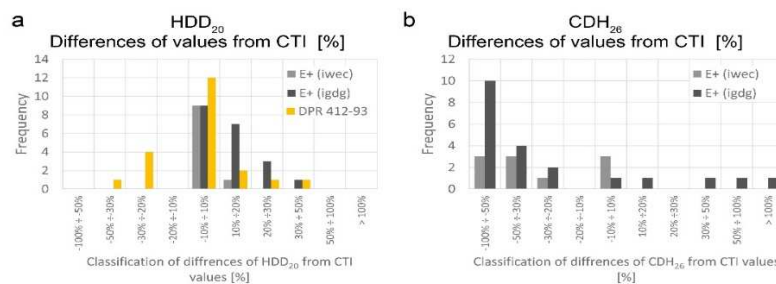 a
HDD20
Differences of values from CTI [%]
E+ (iwec)
E+ (igdg)
DPR 412-93
Frequency
14
12
10
8
6
4
2
0
-100% ÷ -50%
-50% ÷-30%
-30% ÷-20%
-20% ÷-10%
-10% ÷ 10%
10% ÷20%
20% ÷30%
30% ÷50%
50% ÷100%
> 100%
Classification of diffrences of HDD20 from CTI
values [%]
b
CDH26
Differences of values from CTI [%]
E+ (iwec)
E+ (igdg)
Frequency
12
10
8
6
4
2
0
-100% ÷ -50%
-50% ÷-30%
-30% ÷-20%
-20% ÷-10%
-10% ÷ 10%
10% ÷20%
20% ÷30%
30% ÷50%
50% ÷100%
> 100%
Classification of diffrences of CDH26 from CTI values
[%]